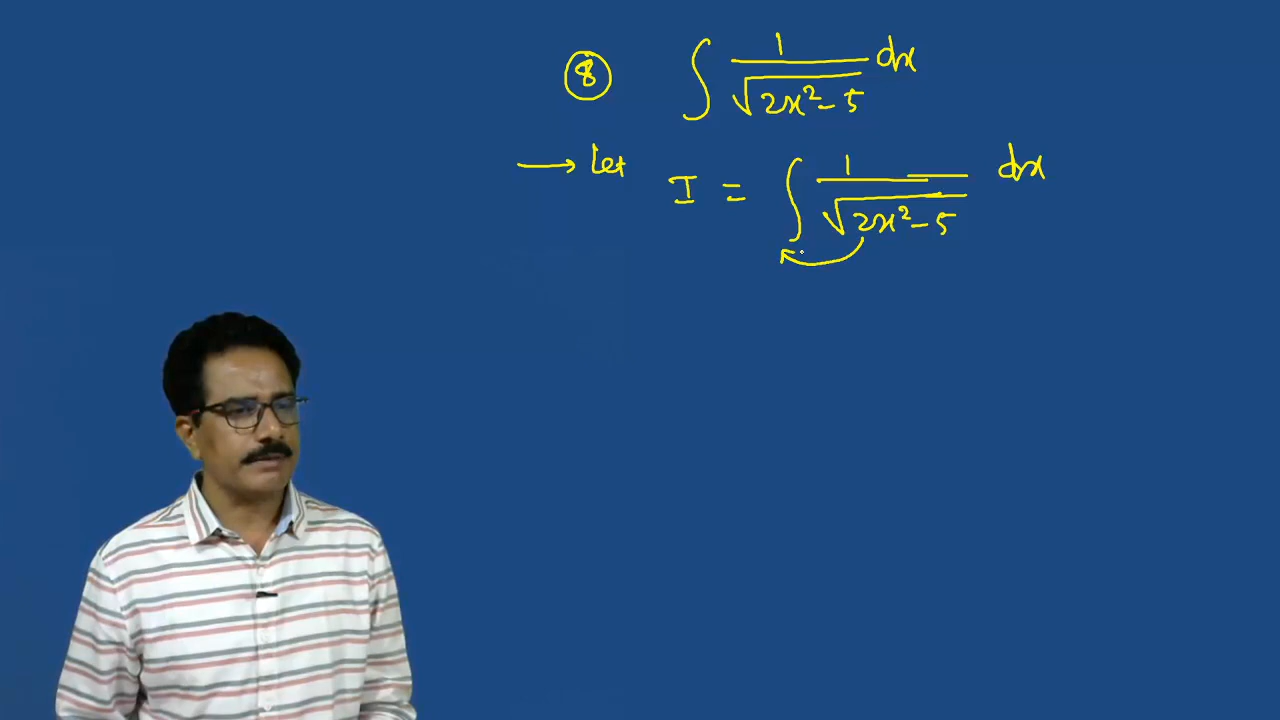 ⑧ ∫ 1/√(2x² - 5) dx
→ Let I = ∫ 1/√(2x² - 5) dx